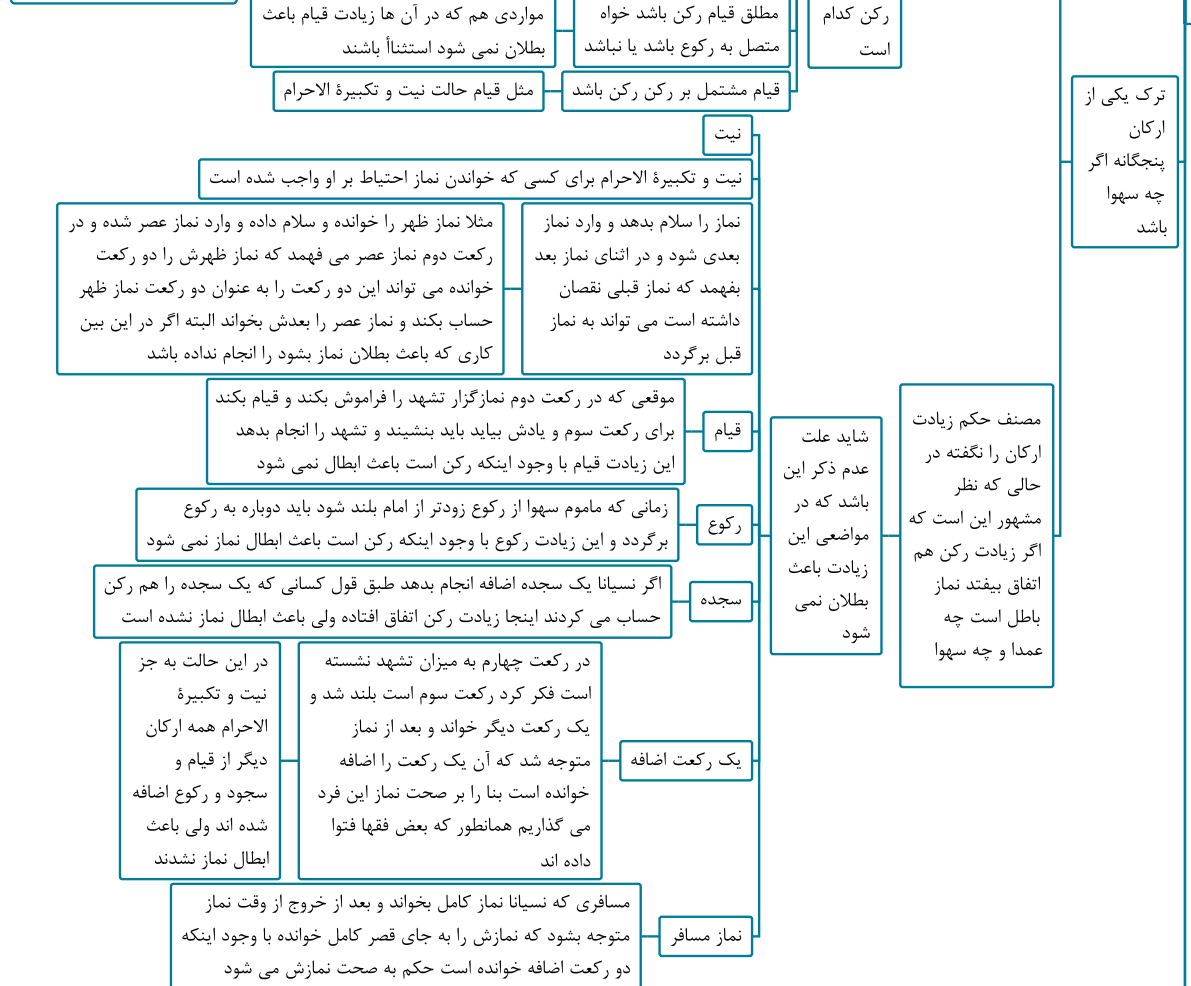 ترک یکی از
ارکان
پنجگانه اگر
چه سهوا
باشد
رکن کدام
است
مطلق قیام رکن باشد خواه
متصل به رکوع باشد یا نباشد
مواردی هم که در آن ها زیادت قیام باعث
بطلان نمی شود استثناأ باشند
قیام مشتمل بر رکن رکن باشد
مثل قیام حالت نیت و تکبیرة الاحرام
مصنف حکم زیادت
ارکان را نگفته در
حالی که نظر
مشهور این است که
اگر زیادت رکن هم
اتفاق بیفتد نماز
باطل است چه
عمدا و چه سهوا
شاید علت
عدم ذکر این
باشد که در
مواضعی این
زیادت باعث
بطلان نمی
شود
نیت
نیت و تکبیرة الاحرام برای کسی که خواندن نماز احتیاط بر او واجب شده است
نماز را سلام بدهد و وارد نماز
بعدی شود و در اثنای نماز بعد
بفهمد که نماز قبلی نقصان
داشته است می تواند به نماز
قبل برگردد
مثلا نماز ظهر را خوانده و سلام داده و وارد نماز عصر شده و در
رکعت دوم نماز عصر می فهمد که نماز ظهرش را دو رکعت
خوانده می تواند این دو رکعت را به عنوان دو رکعت نماز ظهر
حساب بکند و نماز عصر را بعدش بخواند البته اگر در این بین
کاری که باعث بطلان نماز بشود را انجام نداده باشد
قیام
موقعی که در رکعت دوم نمازگزار تشهد را فراموش بکند و قیام بکند
برای رکعت سوم و یادش بیاید باید بنشیند و تشهد را انجام بدهد
این زیادت قیام با وجود اینکه رکن است باعث ابطال نمی شود
رکوع
زمانی که ماموم سهوا از رکوع زودتر از امام بلند شود باید دوباره به رکوع
برگردد و این زیادت رکوع با وجود اینکه رکن است باعث ابطال نماز نمی شود
سجده
اگر نسیانا یک سجده اضافه انجام بدهد طبق قول کسانی که یک سجده را هم رکن
حساب می کردند اینجا زیادت رکن اتفاق افتاده ولی باعث ابطال نماز نشده است
یک رکعت اضافه
در رکعت چهارم به میزان تشهد نشسته
است فکر کرد رکعت سوم است بلند شد و
یک رکعت دیگر خواند و بعد از نماز
متوجه شد که آن یک رکعت را اضافه
خوانده است بنا را بر صحت نماز این فرد
می گذاریم همانطور که بعض فقها فتوا
داده اند
در این حالت به جز
نیت و تکبیرة
الاحرام همه ارکان
دیگر از قیام و
سجود و رکوع اضافه
شده اند ولی باعث
ابطال نماز نشدند
نماز مسافر
مسافری که نسیانا نماز کامل بخواند و بعد از خروج از وقت نماز
متوجه بشود که نمازش را به جای قصر کامل خوانده با وجود اینکه
دو رکعت اضافه خوانده است حکم به صحت نمازش می شود